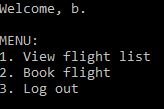 Welcome, b.
MENU:
1. View flight list
2. Book flight
3. Log out